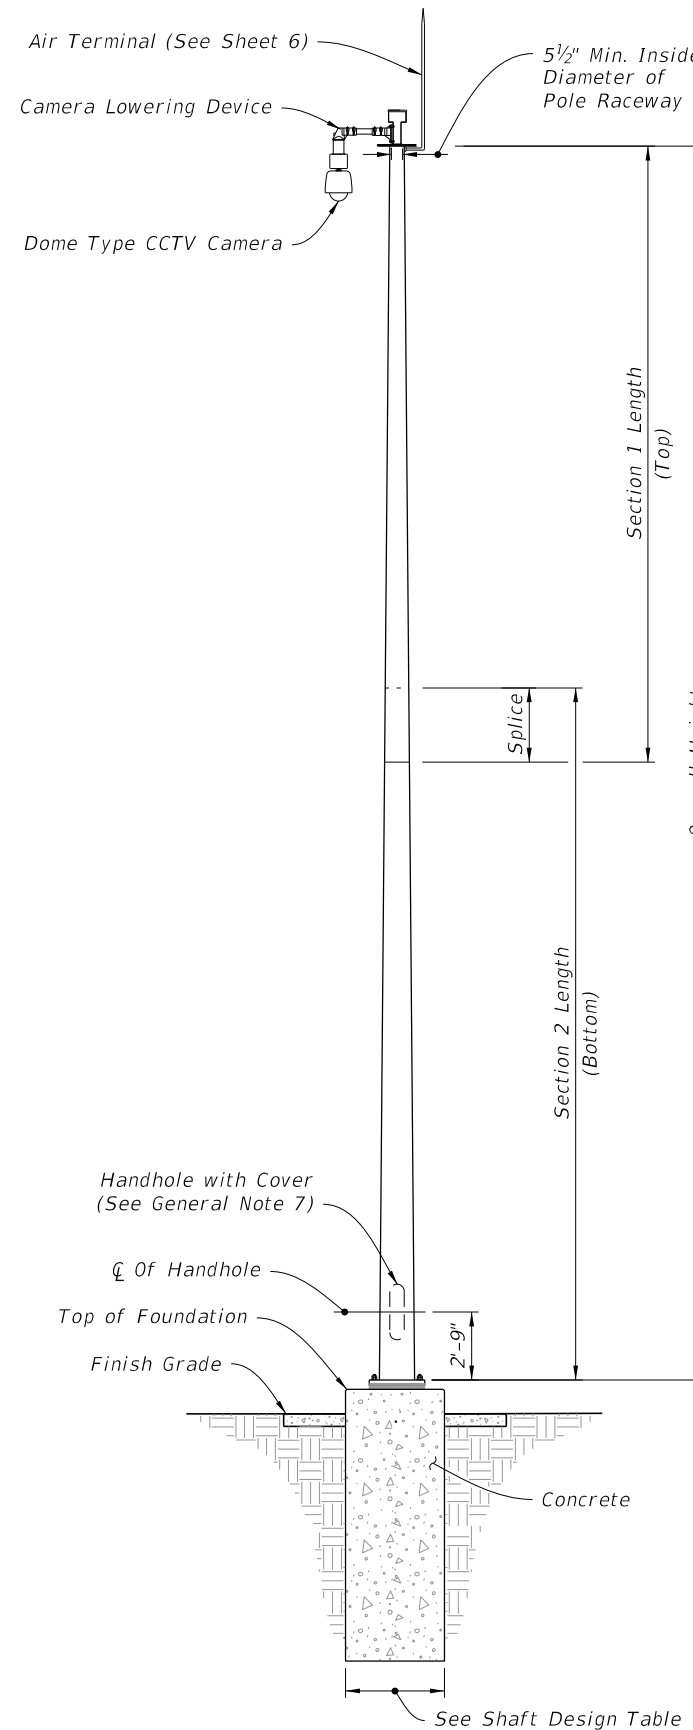 Air Terminal (See Sheet 6)
5½" Min. Inside
Diameter of
Pole Raceway
Camera Lowering Device
Dome Type CCTV Camera
Section 1 Length
(Top)
Splice
Section 2 Length
(Bottom)
Handhole with Cover
(See General Note 7)
℄ Of Handhole
2'-9"
Top of Foundation
Finish Grade
Concrete
See Shaft Design Table